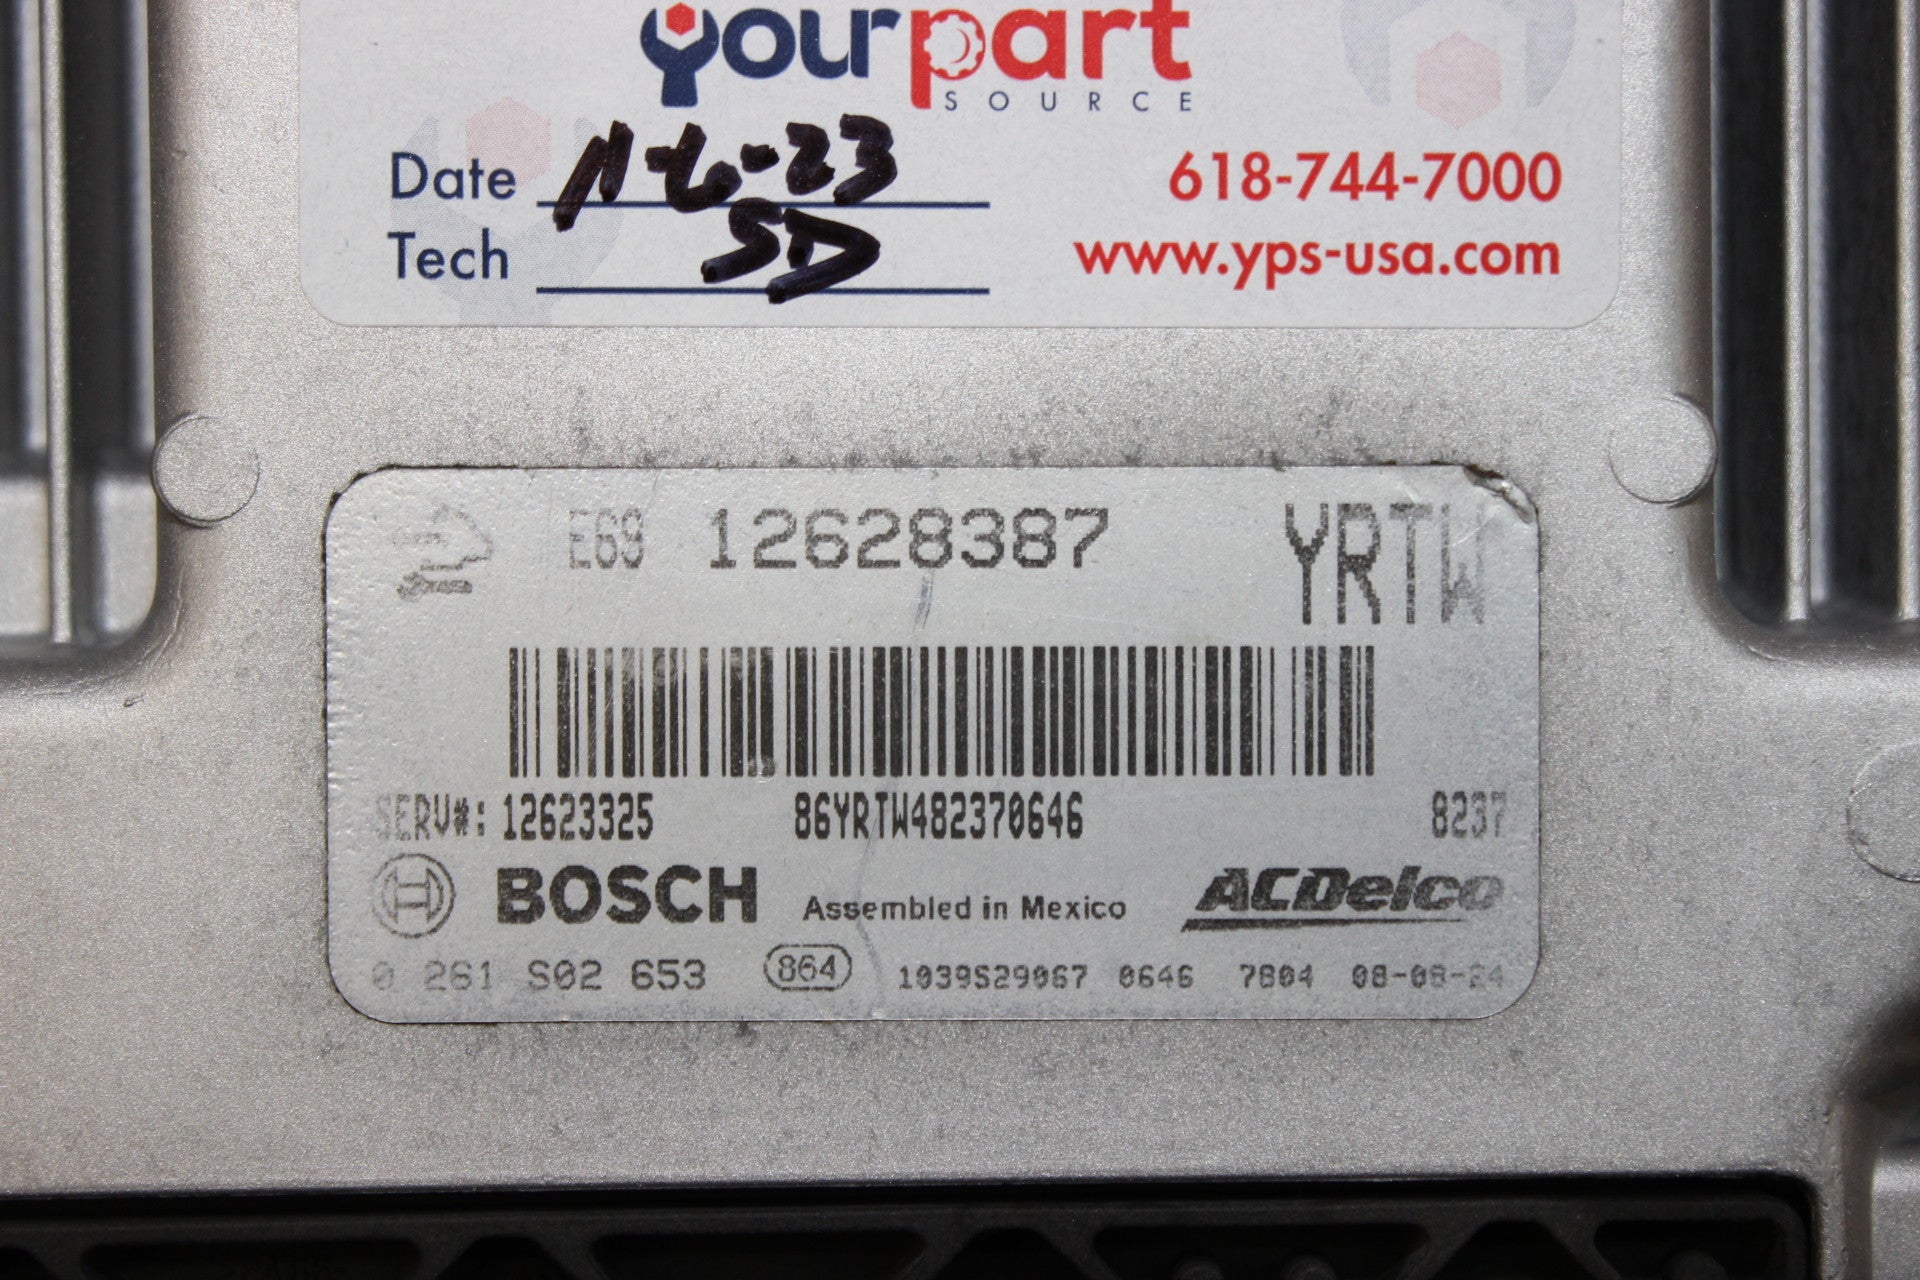 yourpart
SOURCE
Date 11-6-23
618-744-7000
Tech SD
www.yps-usa.com
E69 12628387 YRTW
SERV#: 12623325 86YRTW482370646 8237
BOSCH Assembled in Mexico ACDelco
0 261 S02 653 864 1039S29067 0646 7804 08-08-24